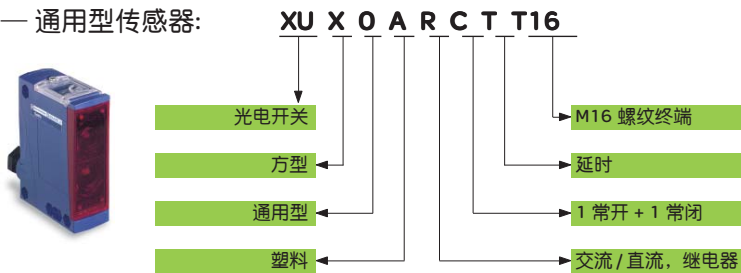 — 通用型传感器:
XU X 0 A R C T T16
光电开关
M16 螺纹终端
方型
延时
通用型
1 常开 + 1 常闭
塑料
交流 / 直流，继电器